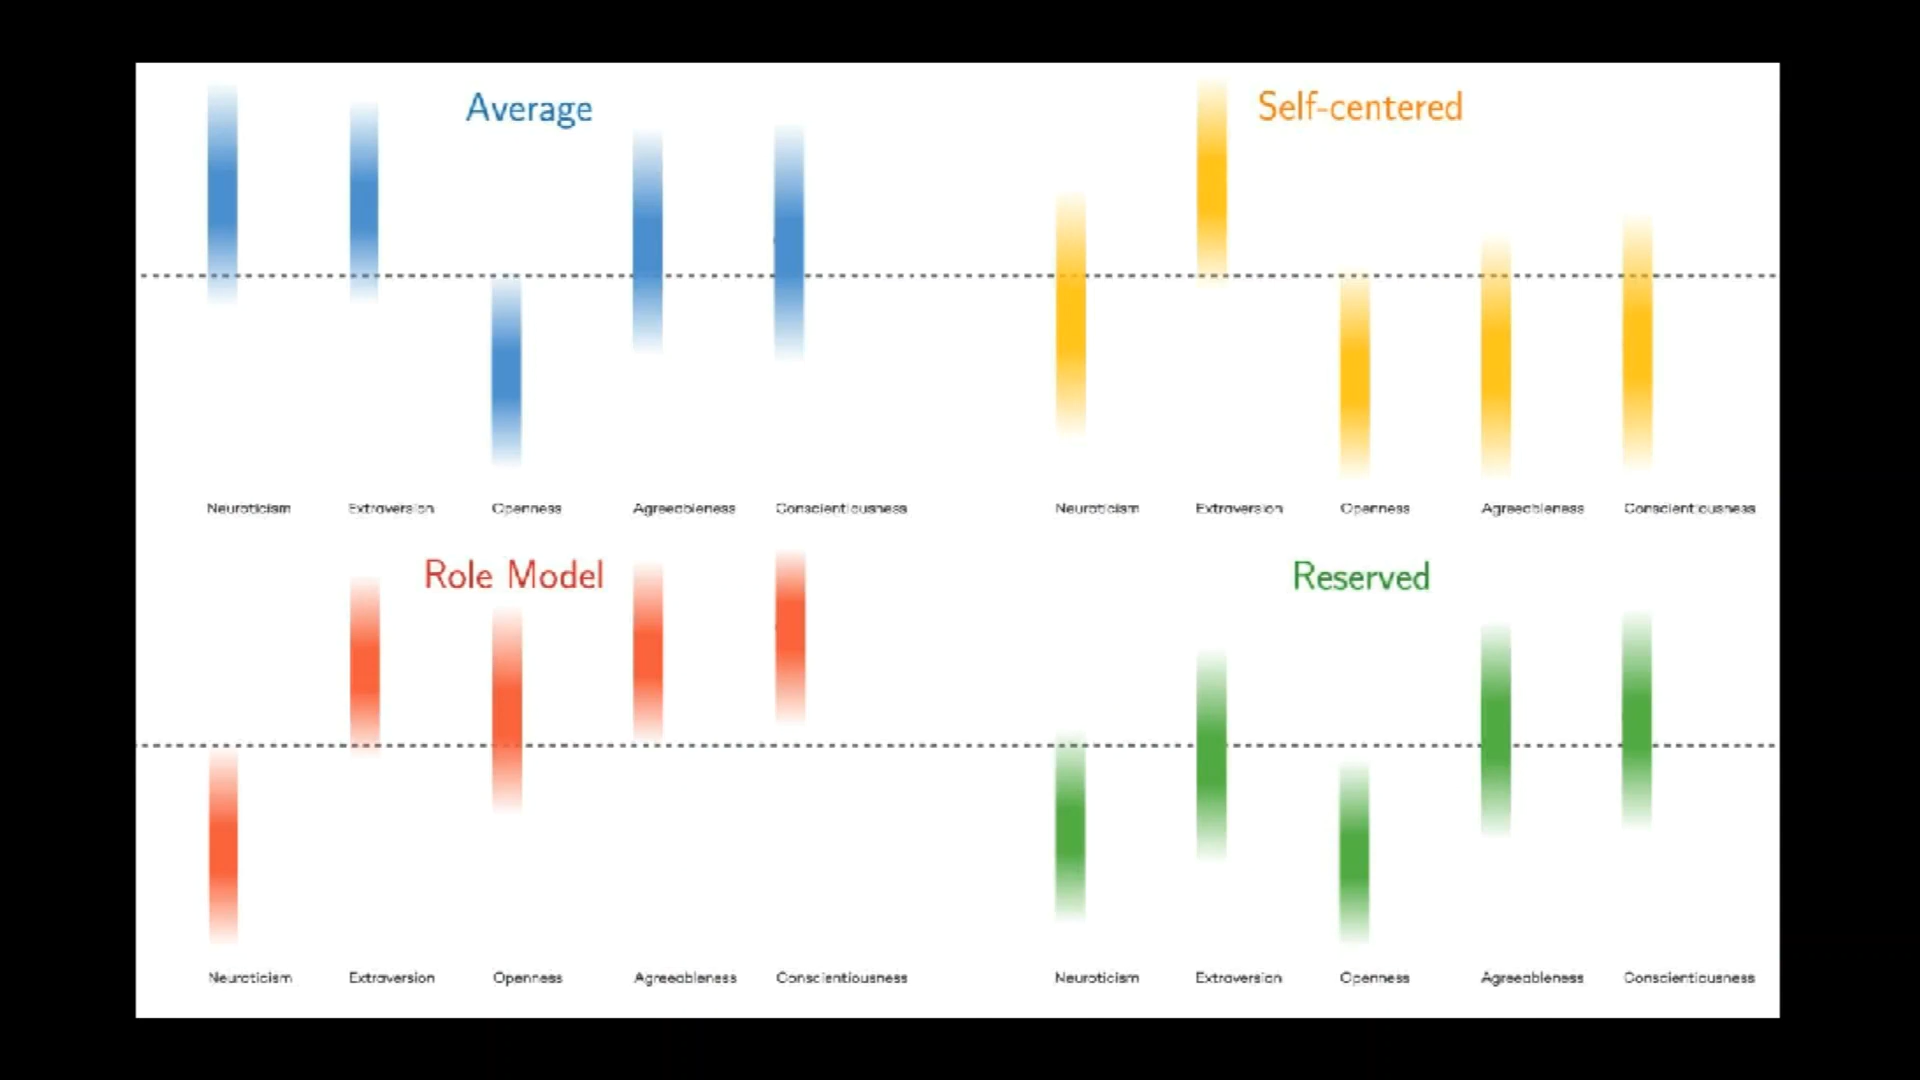 Average
Self-centered
Neuroticism Extraversion Openness Agreeableness Conscientiousness
Neuroticism Extraversion Openness Agreeableness Conscientiousness
Role Model
Reserved
Neuroticism Extraversion Openness Agreeableness Conscientiousness
Neuroticism Extraversion Openness Agreeableness Conscientiousness